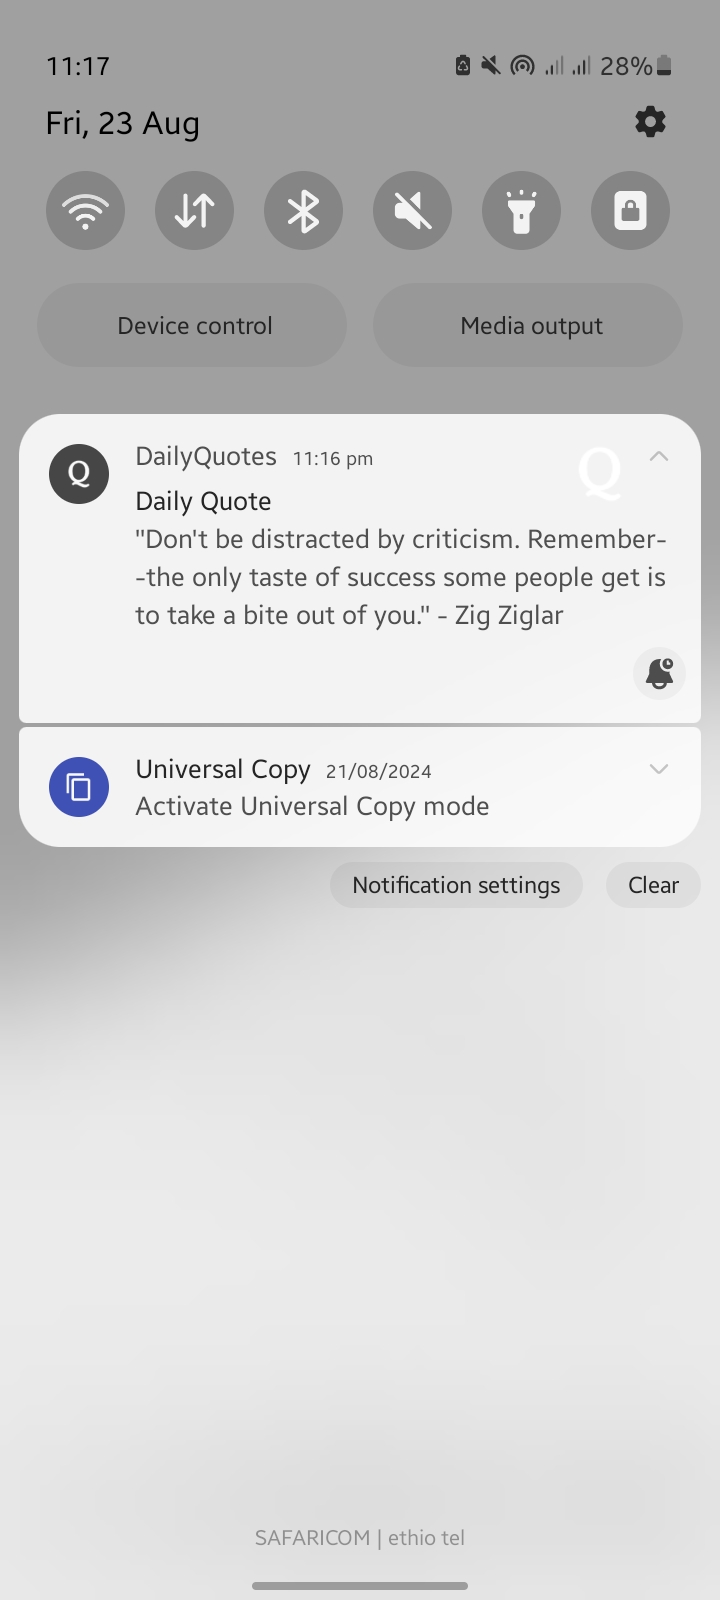 11:17
28%
Fri, 23 Aug
Device control
Media output
Q
DailyQuotes 11:16 pm
Q
Daily Quote
"Don't be distracted by criticism. Remember-
-the only taste of success some people get is
to take a bite out of you." - Zig Ziglar
Universal Copy 21/08/2024
Activate Universal Copy mode
Notification settings
Clear
SAFARICOM | ethio tel